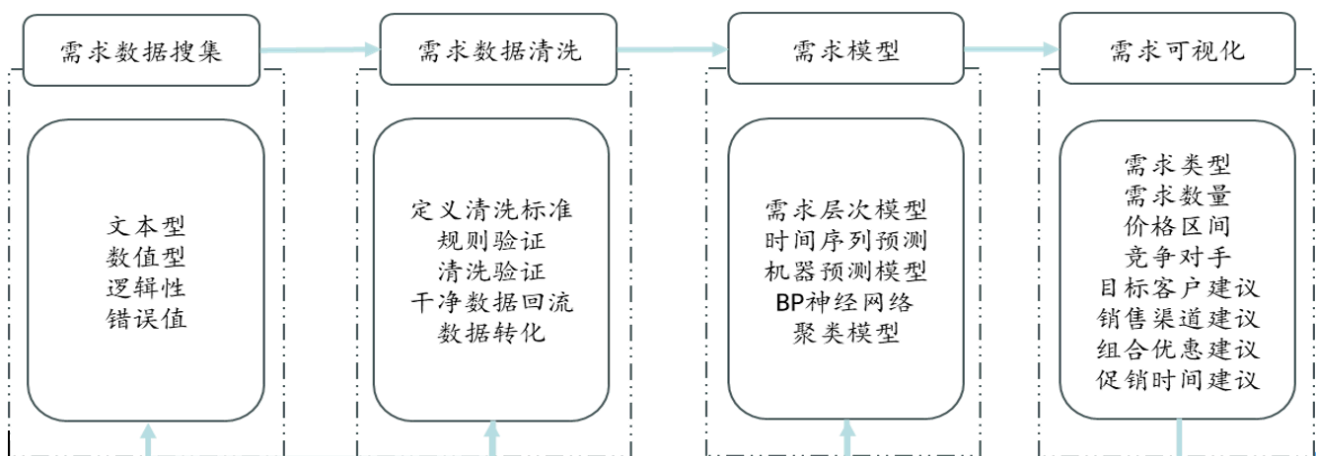 需求数据搜集
需求数据清洗
需求模型
需求可视化
文本型
数值型
逻辑性
错误值
定义清洗标准
规则验证
清洗验证
干净数据回流
数据转化
需求层次模型
时间序列预测
机器预测模型
BP神经网络
聚类模型
需求类型
需求数量
价格区间
竞争对手
目标客户建议
销售渠道建议
组合优惠建议
促销时间建议